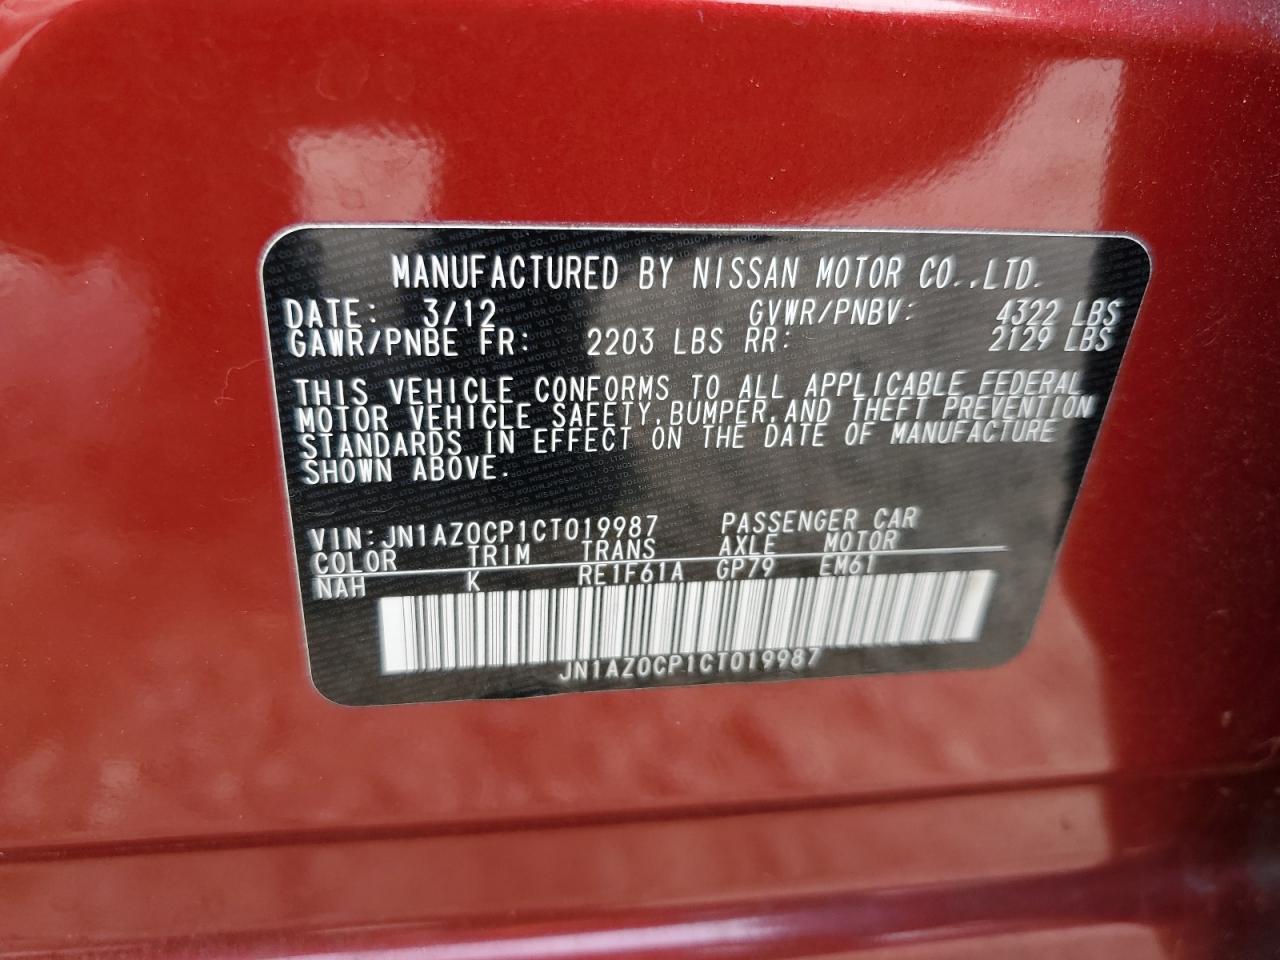 MANUFACTURED BY NISSAN MOTOR CO.,LTD.
DATE: 3/12 GVWR/PNBV: 4322 LBS
GAWR/PNBE FR: 2203 LBS RR: 2129 LBS
THIS VEHICLE CONFORMS TO ALL APPLICABLE FEDERAL
MOTOR VEHICLE SAFETY,BUMPER,AND THEFT PREVENTION
STANDARDS IN EFFECT ON THE DATE OF MANUFACTURE
SHOWN ABOVE.
VIN:JN1AZ0CP1CT019987 PASSENGER CAR
COLOR TRIM TRANS AXLE MOTOR
NAH K RE1F61A GP79 EM61
JN1AZ0CP1CT019987